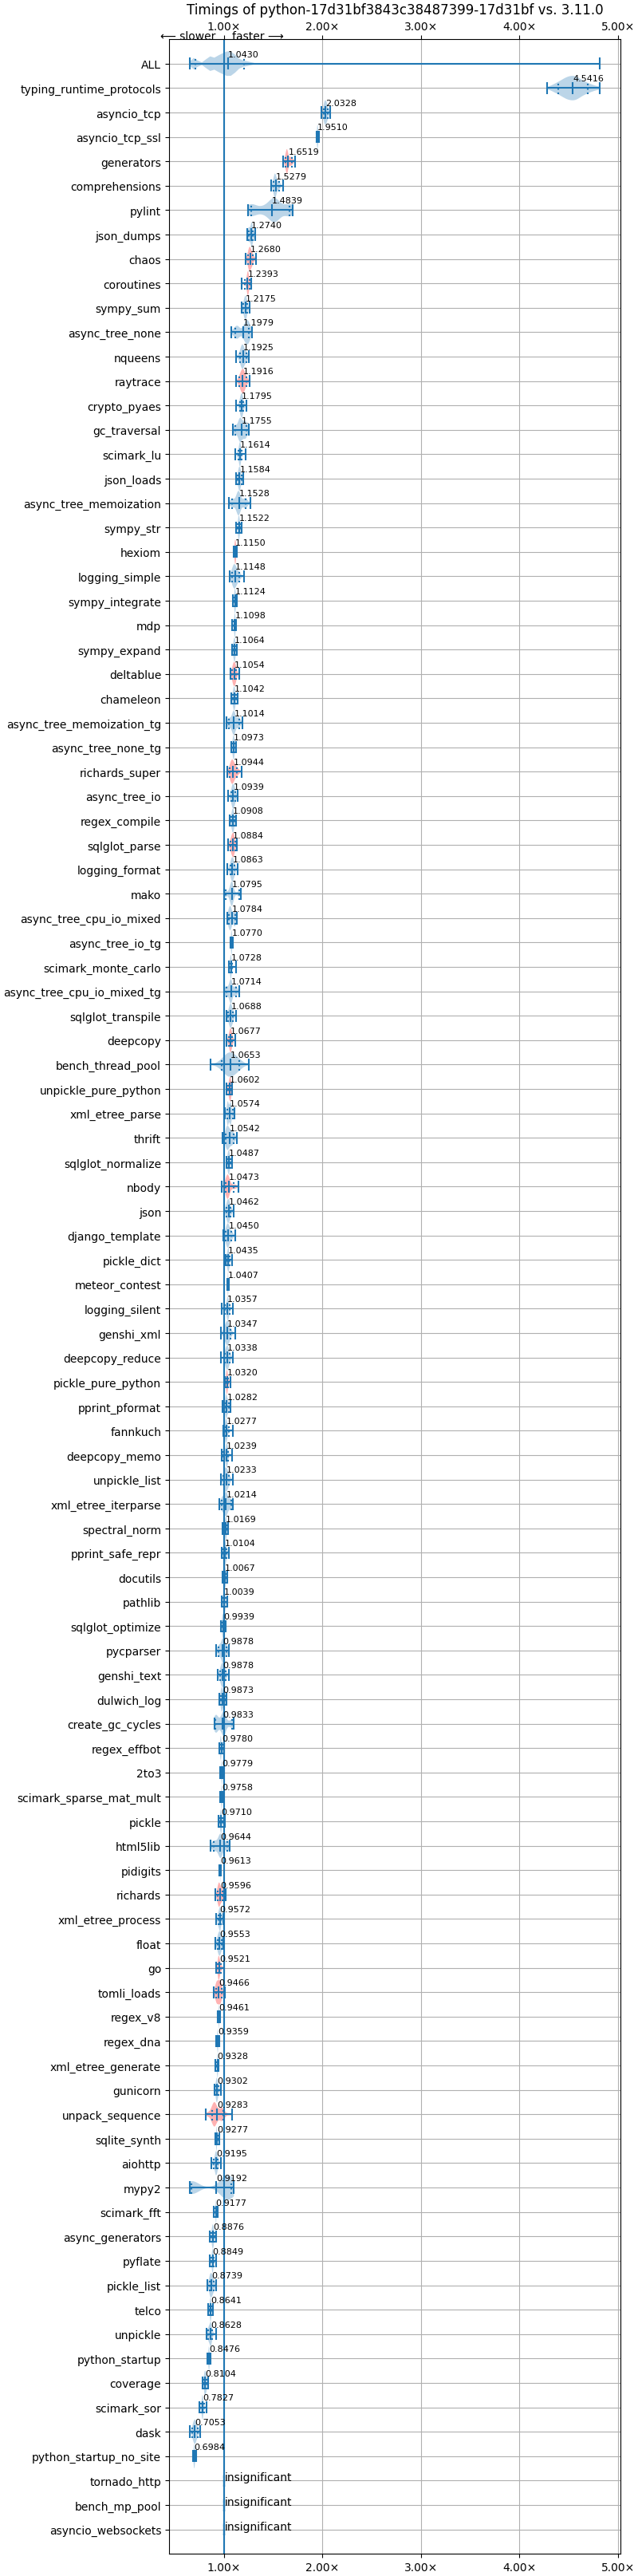 Timings of python-17d31bf3843c38487399-17d31bf vs. 3.11.0
1.00× 2.00× 3.00× 4.00× 5.00×
⟵ slower faster ⟶
ALL 1.0430
typing_runtime_protocols 4.5416
asyncio_tcp 2.0328
asyncio_tcp_ssl 1.9510
generators 1.6519
comprehensions 1.5279
pylint 1.4839
json_dumps 1.2740
chaos 1.2680
coroutines 1.2393
sympy_sum 1.2175
async_tree_none 1.1979
nqueens 1.1925
raytrace 1.1916
crypto_pyaes 1.1795
gc_traversal 1.1755
scimark_lu 1.1614
json_loads 1.1584
async_tree_memoization 1.1528
sympy_str 1.1522
hexiom 1.1150
logging_simple 1.1148
sympy_integrate 1.1124
mdp 1.1098
sympy_expand 1.1064
deltablue 1.1054
chameleon 1.1042
async_tree_memoization_tg 1.1014
async_tree_none_tg 1.0973
richards_super 1.0944
async_tree_io 1.0939
regex_compile 1.0908
sqlglot_parse 1.0884
logging_format 1.0863
mako 1.0795
async_tree_cpu_io_mixed 1.0784
async_tree_io_tg 1.0770
scimark_monte_carlo 1.0728
async_tree_cpu_io_mixed_tg 1.0714
sqlglot_transpile 1.0688
deepcopy 1.0677
bench_thread_pool 1.0653
unpickle_pure_python 1.0602
xml_etree_parse 1.0574
thrift 1.0542
sqlglot_normalize 1.0487
nbody 1.0473
json 1.0462
django_template 1.0450
pickle_dict 1.0435
meteor_contest 1.0407
logging_silent 1.0357
genshi_xml 1.0347
deepcopy_reduce 1.0338
pickle_pure_python 1.0320
pprint_pformat 1.0282
fannkuch 1.0277
deepcopy_memo 1.0239
unpickle_list 1.0233
xml_etree_iterparse 1.0214
spectral_norm 1.0169
pprint_safe_repr 1.0104
docutils 1.0067
pathlib 1.0039
sqlglot_optimize 0.9939
pycparser 0.9878
genshi_text 0.9878
dulwich_log 0.9873
create_gc_cycles 0.9833
regex_effbot 0.9780
2to3 0.9779
scimark_sparse_mat_mult 0.9758
pickle 0.9710
html5lib 0.9644
pidigits 0.9613
richards 0.9596
xml_etree_process 0.9572
float 0.9553
go 0.9521
tomli_loads 0.9466
regex_v8 0.9461
regex_dna 0.9359
xml_etree_generate 0.9328
gunicorn 0.9302
unpack_sequence 0.9283
sqlite_synth 0.9277
aiohttp 0.9195
mypy2 0.9192
scimark_fft 0.9177
async_generators 0.8876
pyflate 0.8849
pickle_list 0.8739
telco 0.8641
unpickle 0.8628
python_startup 0.8476
coverage 0.8104
scimark_sor 0.7827
dask 0.7053
python_startup_no_site 0.6984
tornado_http insignificant
bench_mp_pool insignificant
asyncio_websockets insignificant
1.00× 2.00× 3.00× 4.00× 5.00×